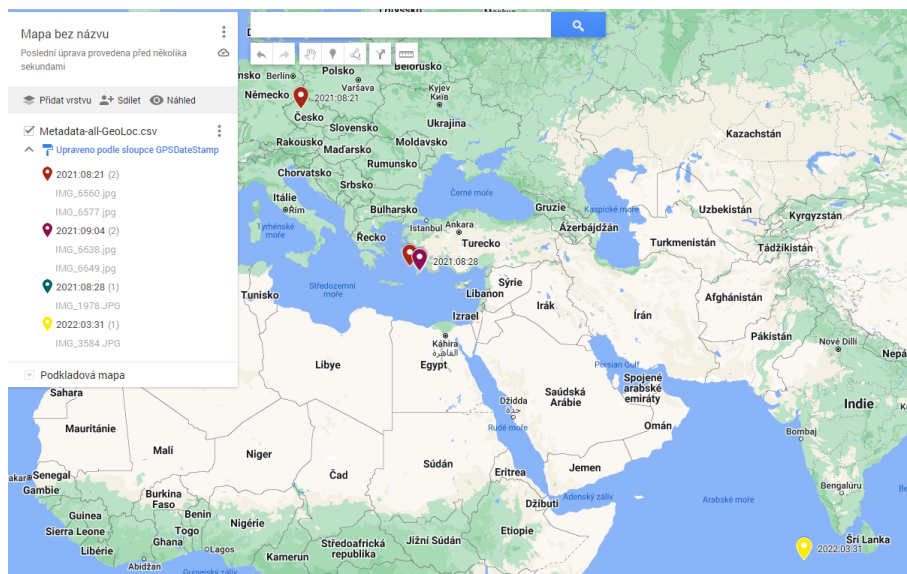 Mapa bez názvu
Poslední úprava provedena před několika
sekundami
Přidat vrstvu
Sdílet
Náhled
Metadata-all-GeoLoc.csv
Upraveno podle sloupce GPSDateStamp
2021:08:21 (2)
IMG_6560.jpg
IMG_6577.jpg
2021:09:04 (2)
IMG_6638.jpg
IMG_6649.jpg
2021:08:28 (1)
IMG_1978.JPG
2022:03:31 (1)
IMG_3584.JPG
Podkladová mapa
Moskva
Berlín
Polsko
Bělorusko
Varšava
Německo
2021:08:21
Kyjev
Київ
Česko
Slovensko
Ukrajina
Rakousko
Maďarsko
Moldavsko
Kazachstán
Rumunsko
Chorvatsko
Srbsko
Itálie
Řím
Bulharsko
Černé moře
Gruzie
Kaspické moře
Uzbekistán
Kyrgyzstán
Tyrhénské
moře
Istanbul
Ankara
Ázerbájdžán
Řecko
Turecko
Turkmenistán
Tádžikistán
2021:08:28
Středozemní
moře
Tunisko
Sýrie
Libanon
Irák
Írán
Afghánistán
Izrael
Pákistán
Káhira
القاهرة
Nové Dillí
Nepá
Libye
Egypt
Persian Gulf
Spojené
arabské
emiráty
Saúdská
Arábie
Džidda
جدة
Sahara
Indie
Rudé moře
Omán
Mauritánie
Bombaj
Mali
Niger
Čad
Súdán
Eritrea
Jemen
Senegal
Gambie
Burkina
Faso
Džibuti
Adenský záliv
Arabské moře
Bengalúru
Guinea
Benin
Nigérie
Sierra Leone
Togo
Ghana
Etiopie
Libérie
Lagos
Středoafrická
republika
Jižní Súdán
Šrí Lanka
2022:03:31
Kamerun
Abidžan
Guinejský záliv